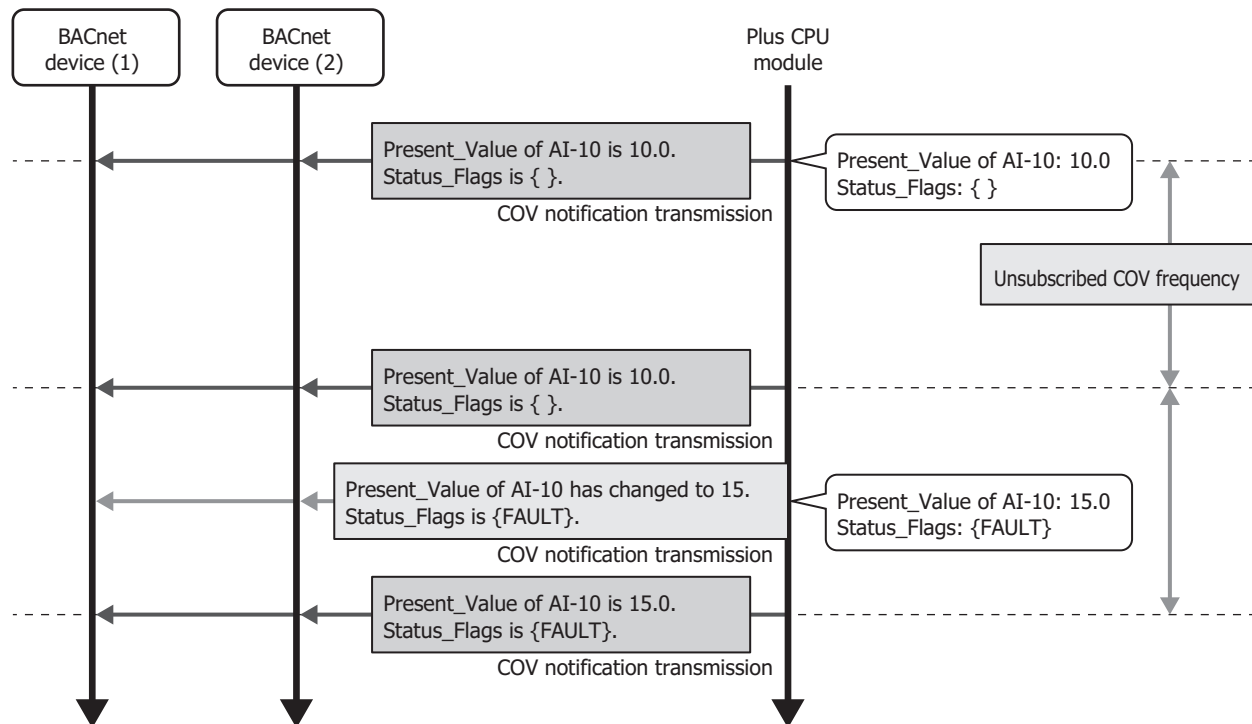 BACnet
device (1)
BACnet
device (2)
Plus CPU
module
Present_Value of AI-10 is 10.0.
Status_Flags is { }.
COV notification transmission
Present_Value of AI-10: 10.0
Status_Flags: { }
Unsubscribed COV frequency
Present_Value of AI-10 is 10.0.
Status_Flags is { }.
COV notification transmission
Present_Value of AI-10 has changed to 15.
Status_Flags is {FAULT}.
COV notification transmission
Present_Value of AI-10: 15.0
Status_Flags: {FAULT}
Present_Value of AI-10 is 15.0.
Status_Flags is {FAULT}.
COV notification transmission